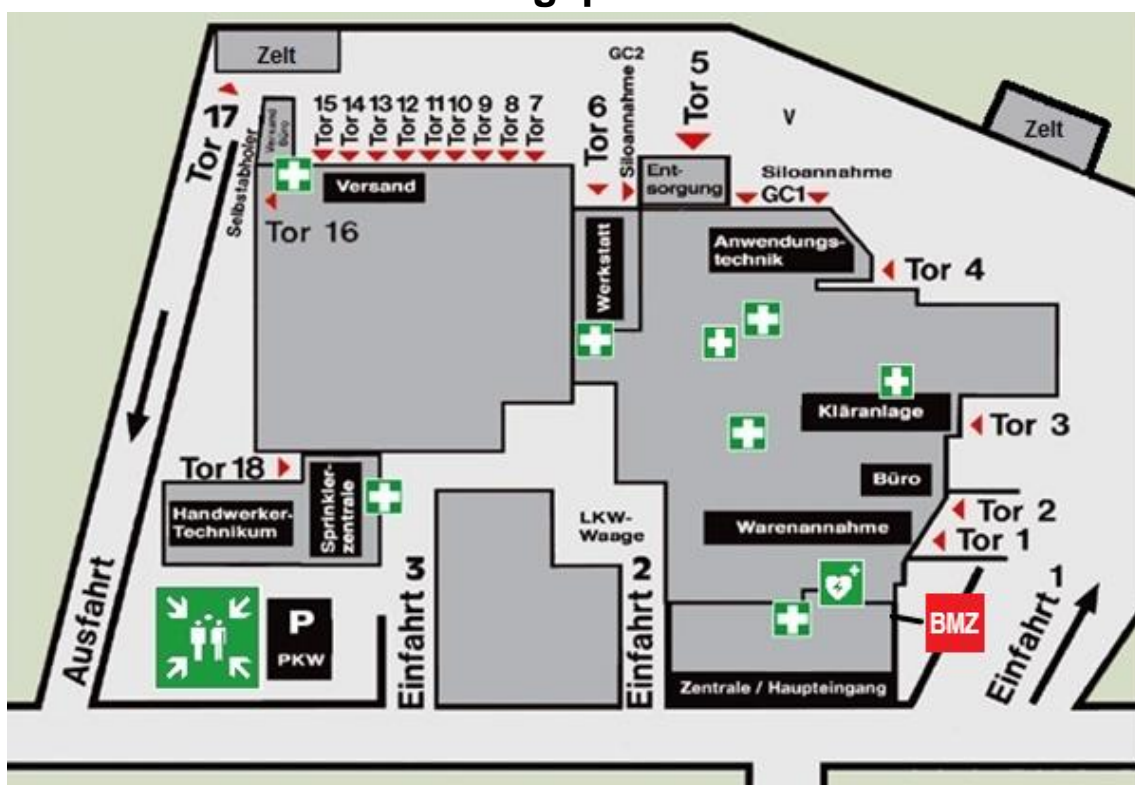 Zelt
Tor 17
Selbstabholer
Versand
Büro
Tor 15
Tor 14
Tor 13
Tor 12
Tor 11
Tor 10
Tor 9
Tor 8
Tor 7
Tor 6
Siloannahme
GC2
Tor 5
V
Zelt
Versand
Tor 16
Ent-
sorgung
Siloannahme
GC1
Werkstatt
Anwendungs-
technik
Tor 4
Kläranlage
Tor 3
Büro
Tor 2
Warenannahme
Tor 1
Tor 18
Handwerker-
Technikum
Sprinkler-
zentrale
LKW-
Waage
Ausfahrt
P
PKW
Einfahrt 3
Einfahrt 2
BMZ
Einfahrt 1
Zentrale / Haupteingang